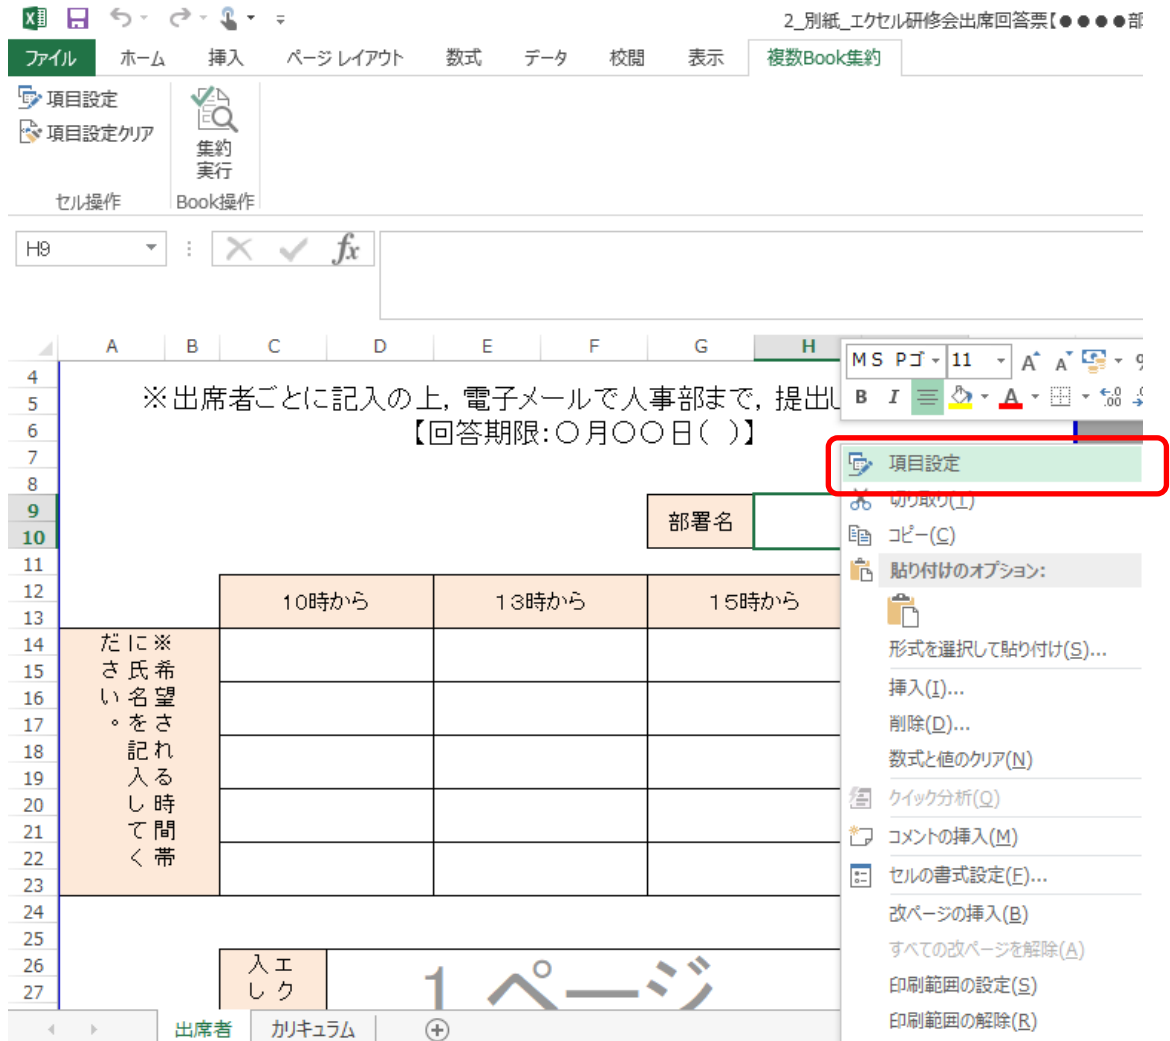 2_別紙_エクセル研修会出席回答票【●●●●部
ファイル ホーム 挿入 ページ レイアウト 数式 データ 校閲 表示 複数Book集約
項目設定
項目設定クリア
集約
実行
セル操作 Book操作
H9 fx
A B C D E F G H
MS Pゴ 11 A A
B I A
4
5 ※出席者ごとに記入の上，電子メールで人事部まで，提出し
6 【回答期限：〇月〇〇日( )】
7
8
9
10
部署名
11
12
13
10時から 13時から 15時から
14
15
16
17
18
19
20
21
22
23
※希望される時間帯
に氏名を記入してく
ださい。
24
25
26
27
エク
入し
1 ページ
項目設定
切り取り(T)
コピー(C)
貼り付けのオプション:
形式を選択して貼り付け(S)...
挿入(I)...
削除(D)...
数式と値のクリア(N)
クイック分析(Q)
コメントの挿入(M)
セルの書式設定(F)...
改ページの挿入(B)
すべての改ページを解除(A)
印刷範囲の設定(S)
印刷範囲の解除(R)
出席者 カリキュラム